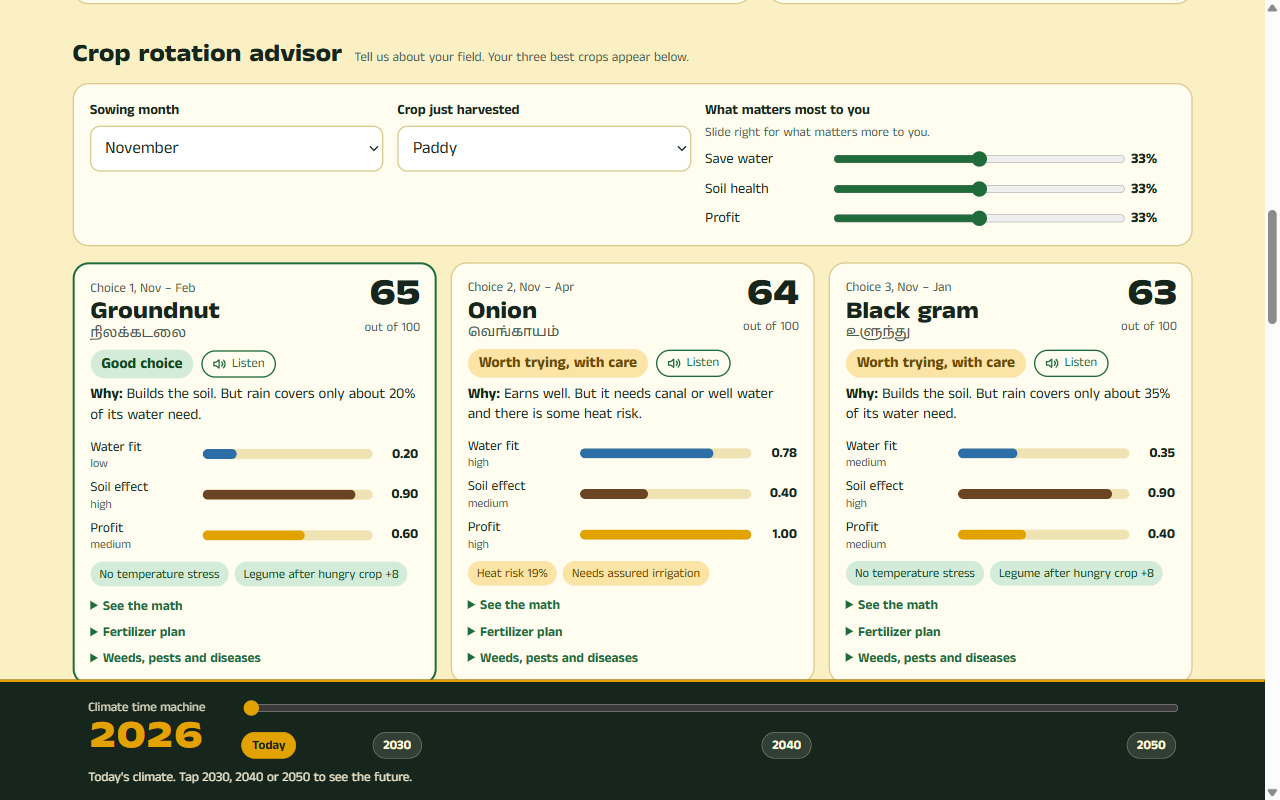 Crop rotation advisor Tell us about your field. Your three best crops appear below.
Sowing month
November
Crop just harvested
Paddy
What matters most to you
Slide right for what matters more to you.
Save water 33%
Soil health 33%
Profit 33%
Choice 1, Nov – Feb
65
Groundnut
நிலக்கடலை
out of 100
Good choice
Listen
Why: Builds the soil. But rain covers only about 20%
of its water need.
Water fit
low
0.20
Soil effect
high
0.90
Profit
medium
0.60
No temperature stress
Legume after hungry crop +8
See the math
Fertilizer plan
Weeds, pests and diseases
Choice 2, Nov – Apr
64
Onion
வெங்காயம்
out of 100
Worth trying, with care
Listen
Why: Earns well. But it needs canal or well water
and there is some heat risk.
Water fit
high
0.78
Soil effect
medium
0.40
Profit
high
1.00
Heat risk 19%
Needs assured irrigation
See the math
Fertilizer plan
Weeds, pests and diseases
Choice 3, Nov – Jan
63
Black gram
உளுந்து
out of 100
Worth trying, with care
Listen
Why: Builds the soil. But rain covers only about 35%
of its water need.
Water fit
medium
0.35
Soil effect
high
0.90
Profit
medium
0.40
No temperature stress
Legume after hungry crop +8
See the math
Fertilizer plan
Weeds, pests and diseases
Climate time machine
2026
Today
2030
2040
2050
Today's climate. Tap 2030, 2040 or 2050 to see the future.